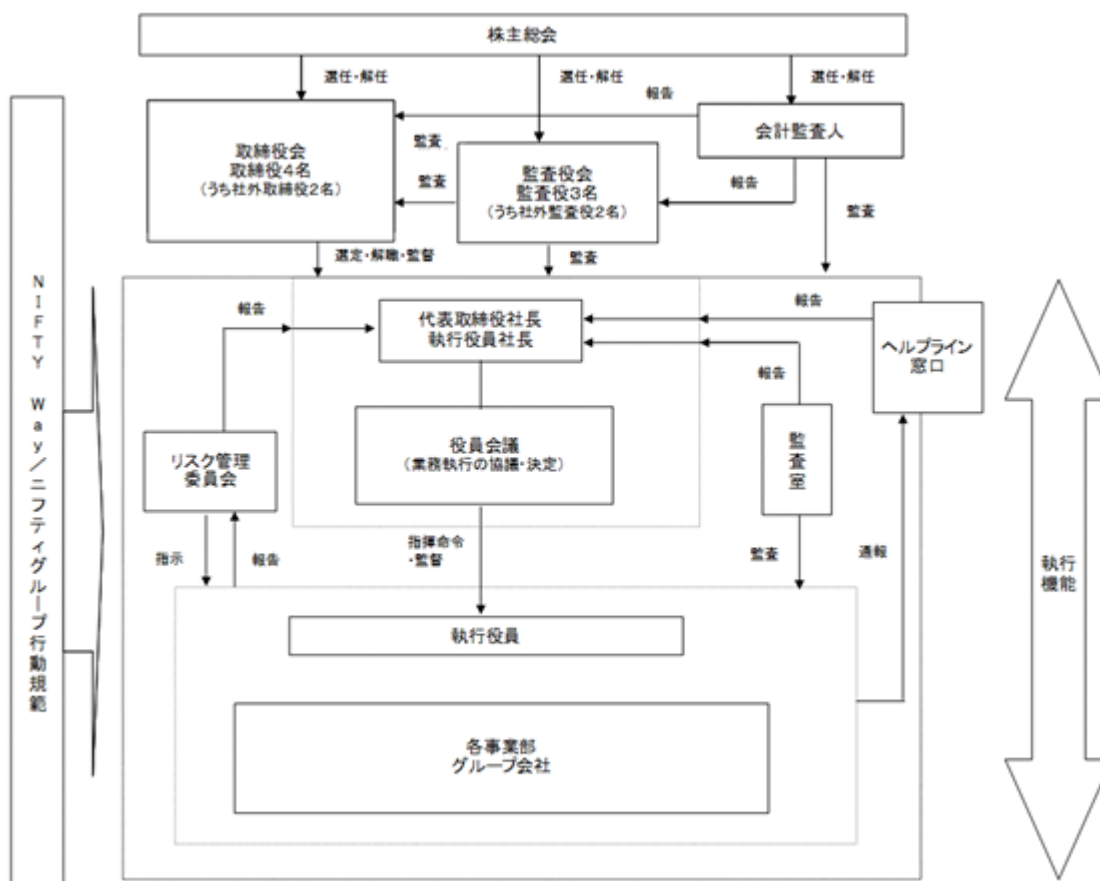 株主総会
選任・解任
選任・解任
選任・解任
報告
取締役会
取締役4名
(うち社外取締役2名)
監査
監査
監査役会
監査役3名
(うち社外監査役2名)
会計監査人
報告
監査
選定・解職・監督
監査
NIFTY Way/ニフティグループ行動規範
報告
代表取締役社長
執行役員社長
報告
ヘルプライン
窓口
報告
役員会議
(業務執行の協議・決定)
リスク管理
委員会
監査室
指示
報告
指揮命令
・監督
監査
通報
執行
機能
執行役員
各事業部
グループ会社